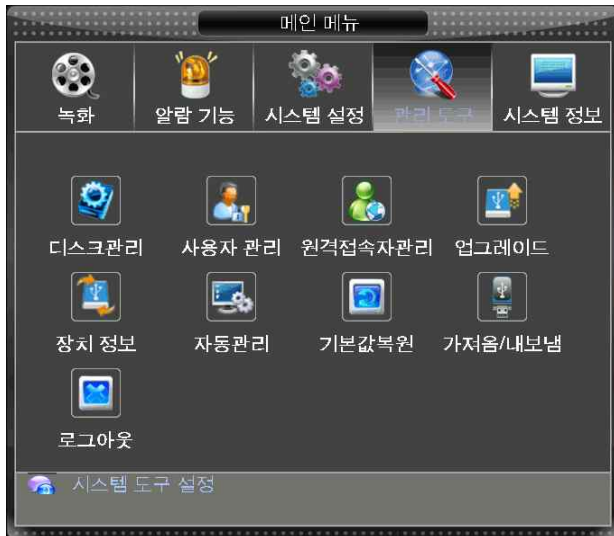 메인 메뉴
녹화 알람 기능 시스템 설정 관리 도구 시스템 정보
디스크관리 사용자 관리 원격접속자관리 업그레이드
장치 정보 자동관리 기본값복원 가져옴/내보냄
로그아웃
시스템 도구 설정